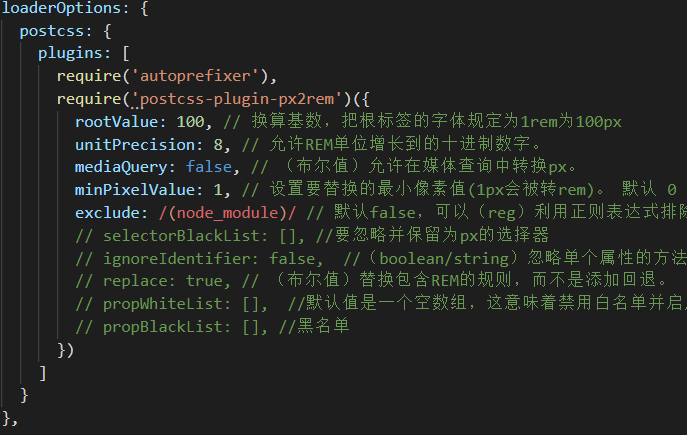 loaderOptions: {
postcss: {
plugins: [
require('autoprefixer'),
require('postcss-plugin-px2rem')({
rootValue: 100, // 换算基数，把根标签的字体规定为1rem为100px
unitPrecision: 8, // 允许REM单位增长到的十进制数字。
mediaQuery: false, // （布尔值）允许在媒体查询中转换px。
minPixelValue: 1, // 设置要替换的最小像素值(1px会被转rem)。 默认 0
exclude: /(node_module)/ // 默认false，可以（reg）利用正则表达式排除
// selectorBlackList: [], //要忽略并保留为px的选择器
// ignoreIdentifier: false, //（boolean/string）忽略单个属性的方法
// replace: true, // （布尔值）替换包含REM的规则，而不是添加回退。
// propWhiteList: [], //默认值是一个空数组，这意味着禁用白名单并启
// propBlackList: [], //黑名单
})
]
}
},